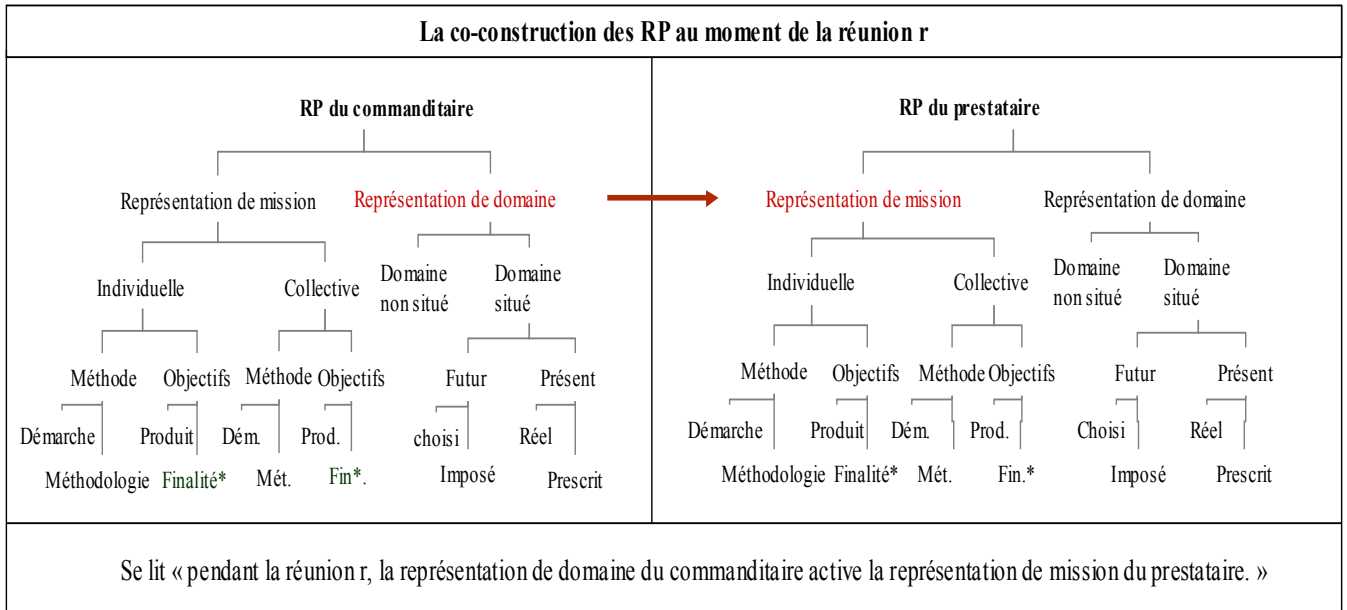 La co-construction des RP au moment de la réunion r
RP du commanditaire
Représentation de mission Représentation de domaine
Individuelle Collective Domaine non situé Domaine situé
Méthode Objectifs Méthode Objectifs Futur Présent
Démarche Produit Dém. Prod. choisi Réel
Méthodologie Finalité* Mét. Fin*. Imposé Prescrit
RP du prestataire
Représentation de mission Représentation de domaine
Individuelle Collective Domaine non situé Domaine situé
Méthode Objectifs Méthode Objectifs Futur Présent
Démarche Produit Dém. Prod. Choisi Réel
Méthodologie Finalité* Mét. Fin.* Imposé Prescrit
Se lit « pendant la réunion r, la représentation de domaine du commanditaire active la représentation de mission du prestataire. »